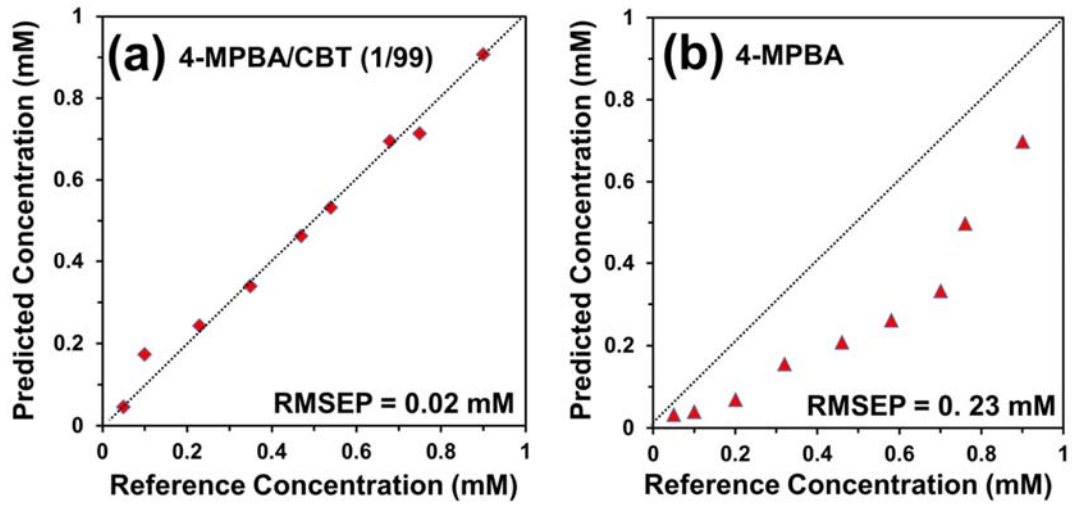 (a) 4-MPBA/CBT (1/99)
Predicted Concentration (mM)
1
0.8
0.6
0.4
0.2
0
RMSEP = 0.02 mM
0 0.2 0.4 0.6 0.8 1
Reference Concentration (mM)
(b) 4-MPBA
Predicted Concentration (mM)
1
0.8
0.6
0.4
0.2
0
RMSEP = 0. 23 mM
0 0.2 0.4 0.6 0.8 1
Reference Concentration (mM)